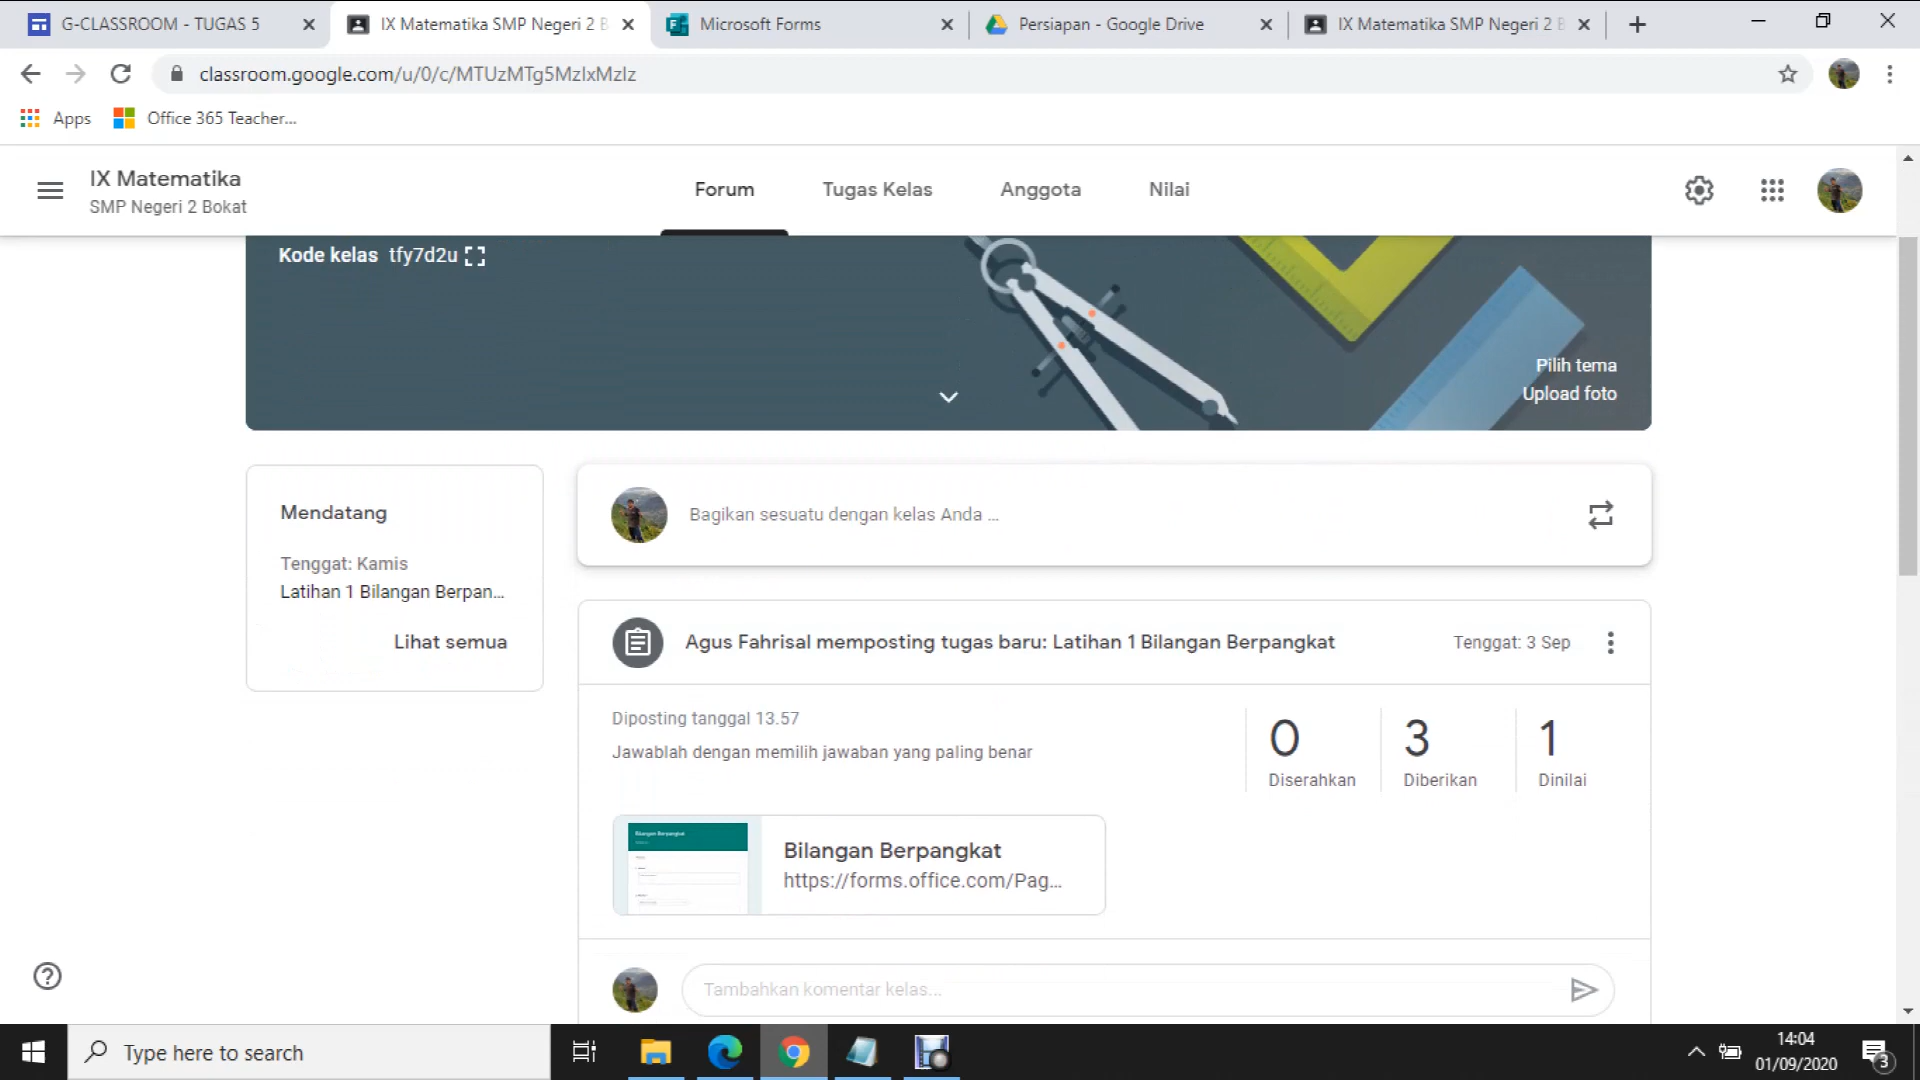 G-CLASSROOM - TUGAS 5
IX Matematika SMP Negeri 2 B
Microsoft Forms
Persiapan - Google Drive
IX Matematika SMP Negeri 2 B
classroom.google.com/u/0/c/MTUzMTg5MzIxMzIz
Apps
Office 365 Teacher...
IX Matematika
SMP Negeri 2 Bokat
Forum
Tugas Kelas
Anggota
Nilai
Kode kelas tfy7d2u
Pilih tema
Upload foto
Mendatang
Tenggat: Kamis
Latihan 1 Bilangan Berpan...
Lihat semua
Bagikan sesuatu dengan kelas Anda ...
Agus Fahrisal memposting tugas baru: Latihan 1 Bilangan Berpangkat
Tenggat: 3 Sep
Diposting tanggal 13.57
Jawablah dengan memilih jawaban yang paling benar
0
Diserahkan
3
Diberikan
1
Dinilai
Bilangan Berpangkat
Bilangan Berpangkat
https://forms.office.com/Pag...
Tambahkan komentar kelas...
Type here to search
14:04
01/09/2020
3